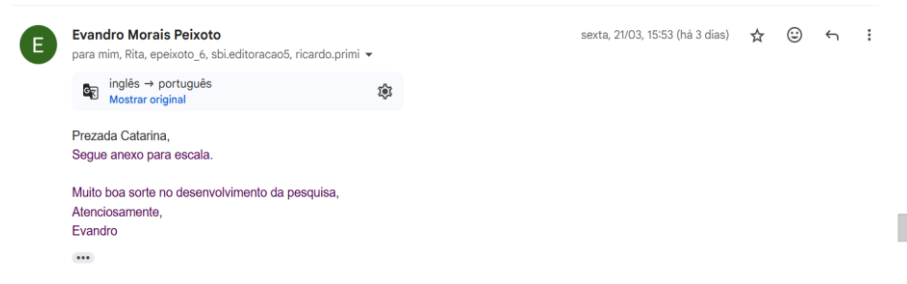 E
Evandro Morais Peixoto
sexta, 21/03, 15:53 (há 3 dias)
para mim, Rita, epeixoto_6, sbi.editoracao5, ricardo.primi
inglês → português
Mostrar original
Prezada Catarina,
Segue anexo para escala.
Muito boa sorte no desenvolvimento da pesquisa,
Atenciosamente,
Evandro